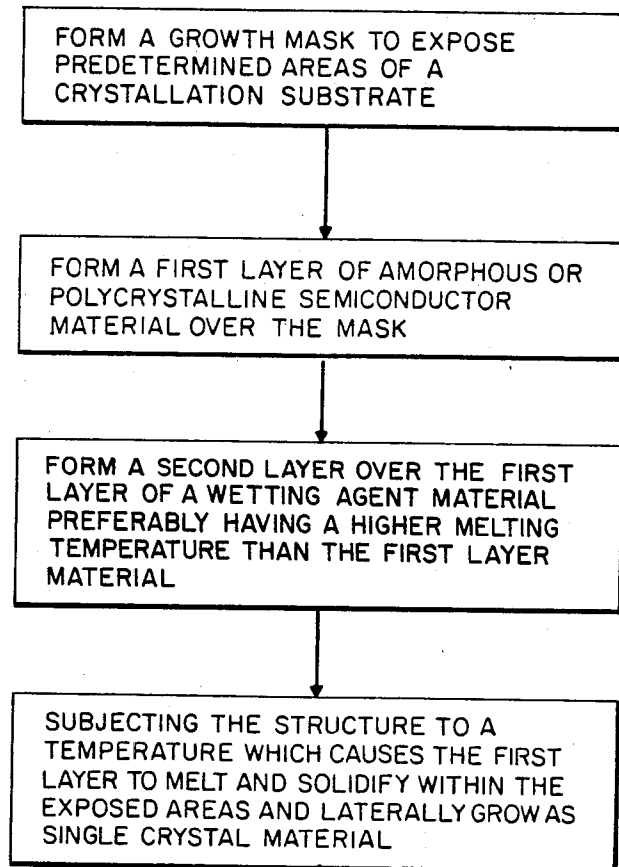 FORM A GROWTH MASK TO EXPOSE
PREDETERMINED AREAS OF A
CRYSTALLATION SUBSTRATE
FORM A FIRST LAYER OF AMORPHOUS OR
POLYCRYSTALLINE SEMICONDUCTOR
MATERIAL OVER THE MASK
FORM A SECOND LAYER OVER THE FIRST
LAYER OF A WETTING AGENT MATERIAL
PREFERABLY HAVING A HIGHER MELTING
TEMPERATURE THAN THE FIRST LAYER
MATERIAL
SUBJECTING THE STRUCTURE TO A
TEMPERATURE WHICH CAUSES THE FIRST
LAYER TO MELT AND SOLIDIFY WITHIN THE
EXPOSED AREAS AND LATERALLY GROW AS
SINGLE CRYSTAL MATERIAL